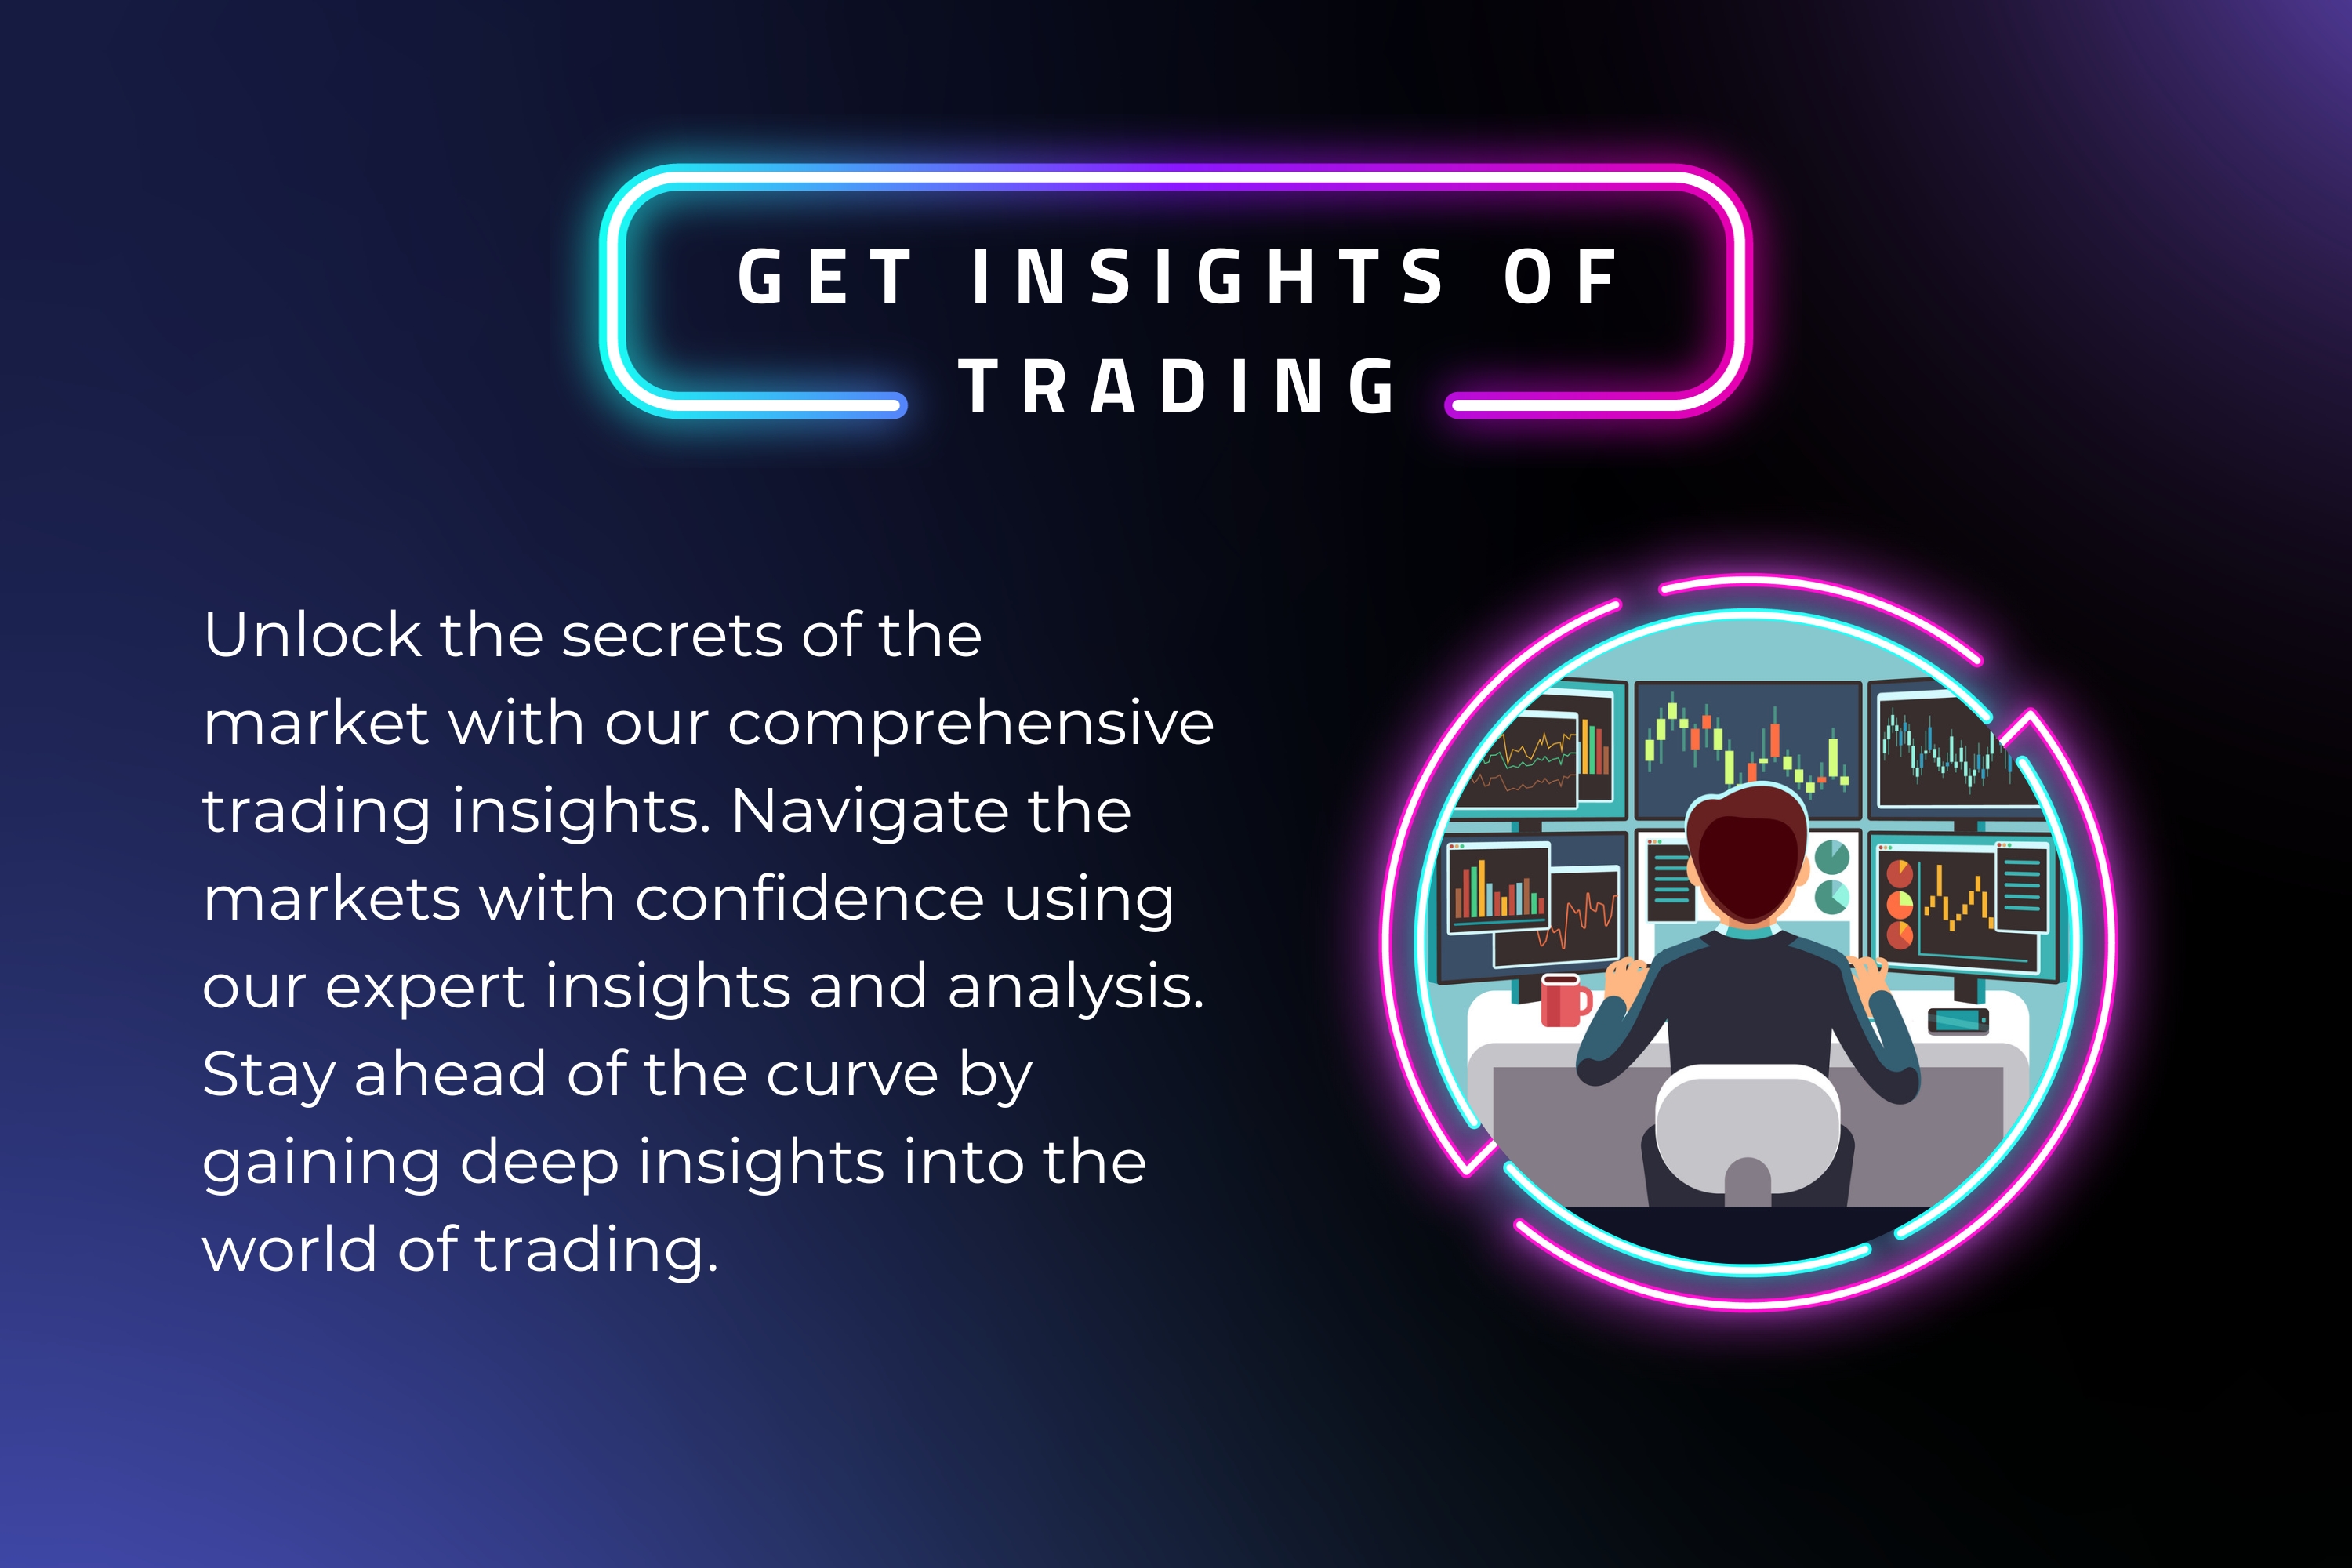 GET INSIGHTS OF
TRADING
Unlock the secrets of the
market with our comprehensive
trading insights. Navigate the
markets with confidence using
our expert insights and analysis.
Stay ahead of the curve by
gaining deep insights into the
world of trading.